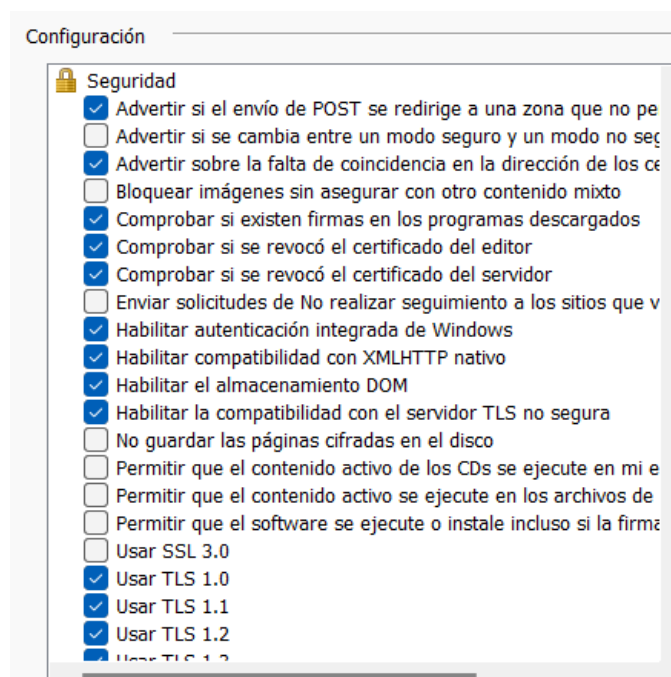 Configuración
Seguridad
Advertir si el envío de POST se redirige a una zona que no pe
Advertir si se cambia entre un modo seguro y un modo no seg
Advertir sobre la falta de coincidencia en la dirección de los ce
Bloquear imágenes sin asegurar con otro contenido mixto
Comprobar si existen firmas en los programas descargados
Comprobar si se revocó el certificado del editor
Comprobar si se revocó el certificado del servidor
Enviar solicitudes de No realizar seguimiento a los sitios que v
Habilitar autenticación integrada de Windows
Habilitar compatibilidad con XMLHTTP nativo
Habilitar el almacenamiento DOM
Habilitar la compatibilidad con el servidor TLS no segura
No guardar las páginas cifradas en el disco
Permitir que el contenido activo de los CDs se ejecute en mi e
Permitir que el contenido activo se ejecute en los archivos de
Permitir que el software se ejecute o instale incluso si la firma
Usar SSL 3.0
Usar TLS 1.0
Usar TLS 1.1
Usar TLS 1.2
Usar TLS 1.3